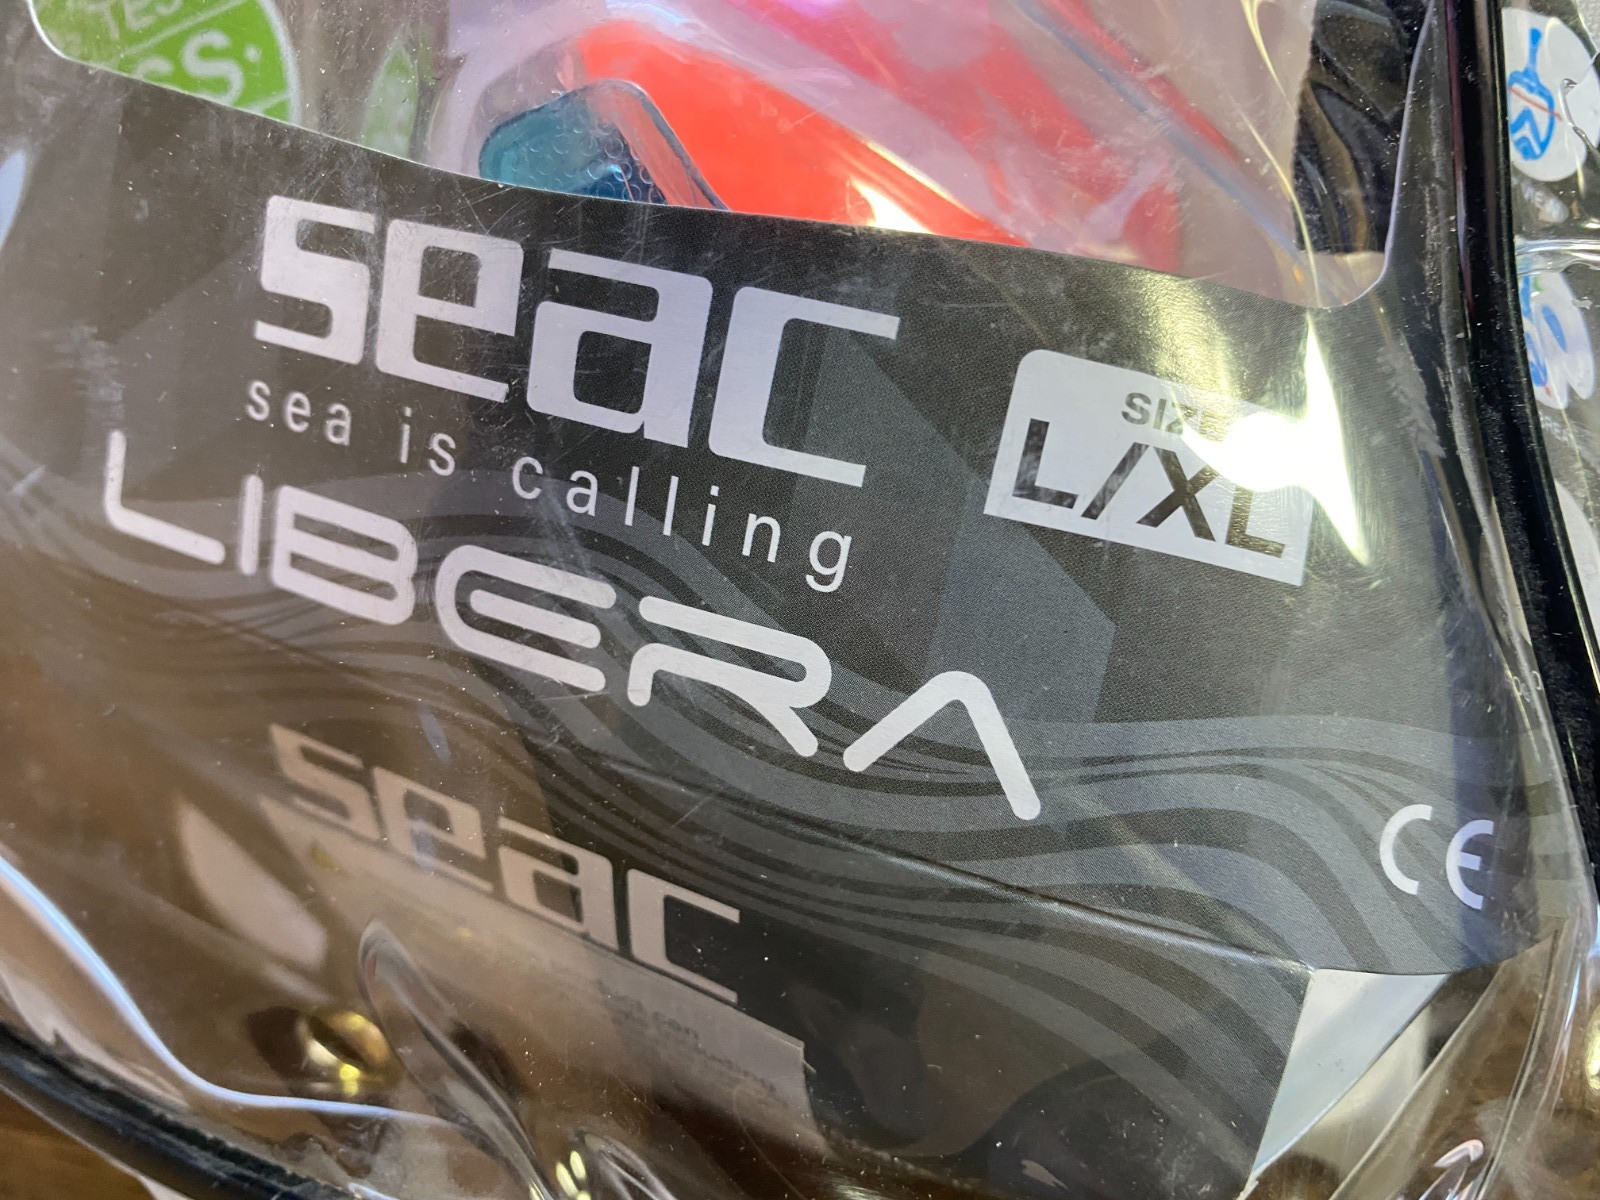 seac
sea is calling
SIZE
L/XL
LIBERA
CE
seac